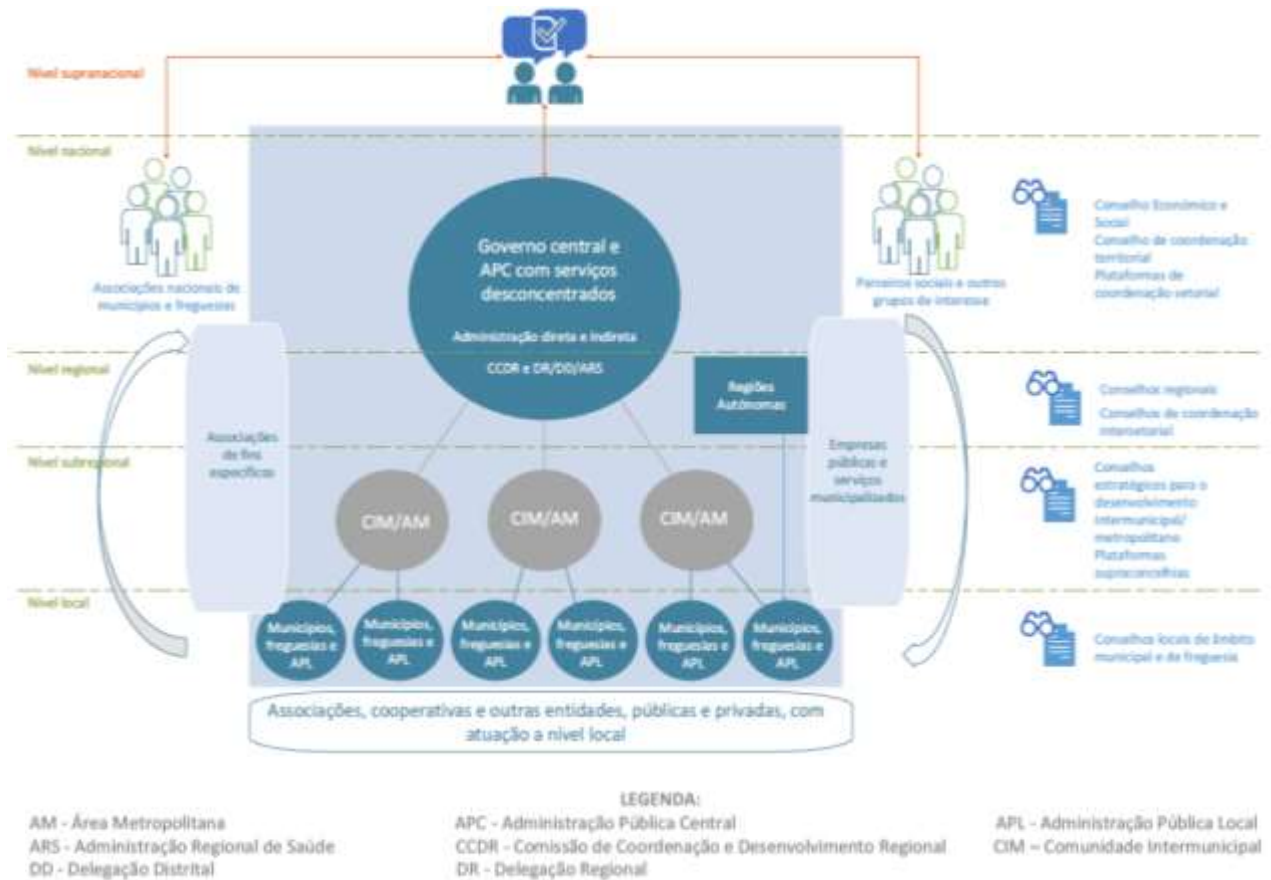 Nível supranacional
Nível nacional
Associações nacionais de
municípios e freguesias
Governo central e
APC com serviços
desconcentrados
Administração direta e indireta
CCDR e DR/DD/ARS
Parceiros sociais e outros
grupos de interesse
Conselho Económico e
Social
Conselho de coordenação
territorial
Plataformas de
coordenação setorial
Nível regional
Regiões
Autónomas
Conselhos regionais
Conselhos de coordenação
intersetorial
Associações
de fins
específicos
Empresas
públicas e
serviços
municipalizados
Nível subregional
CIM/AM
CIM/AM
CIM/AM
Conselhos
estratégicos para o
desenvolvimento
intermunicipal/
metropolitano
Plataformas
supraconcelhias
Nível local
Municípios,
freguesias e
APL
Municípios,
freguesias e
APL
Municípios,
freguesias e
APL
Municípios,
freguesias e
APL
Municípios,
freguesias e
APL
Municípios,
freguesias e
APL
Conselhos locais de âmbito
municipal e de freguesia
Associações, cooperativas e outras entidades, públicas e privadas, com
atuação a nível local
LEGENDA:
AM - Área Metropolitana
ARS - Administração Regional de Saúde
DD - Delegação Distrital
APC - Administração Pública Central
CCDR - Comissão de Coordenação e Desenvolvimento Regional
DR - Delegação Regional
APL - Administração Pública Local
CIM – Comunidade Intermunicipal